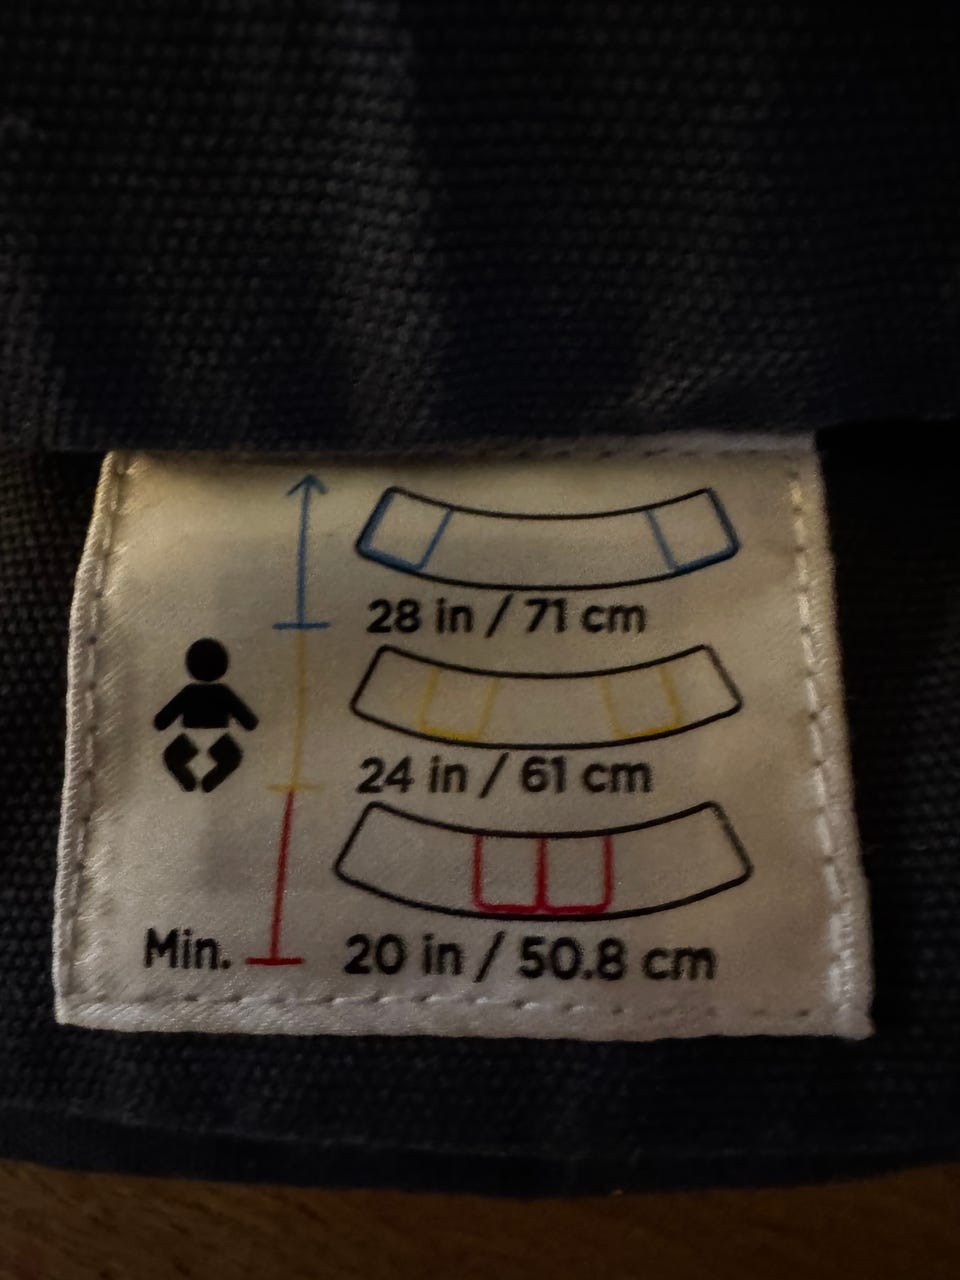 28 in / 71 cm
24 in / 61 cm
Min. 20 in / 50.8 cm